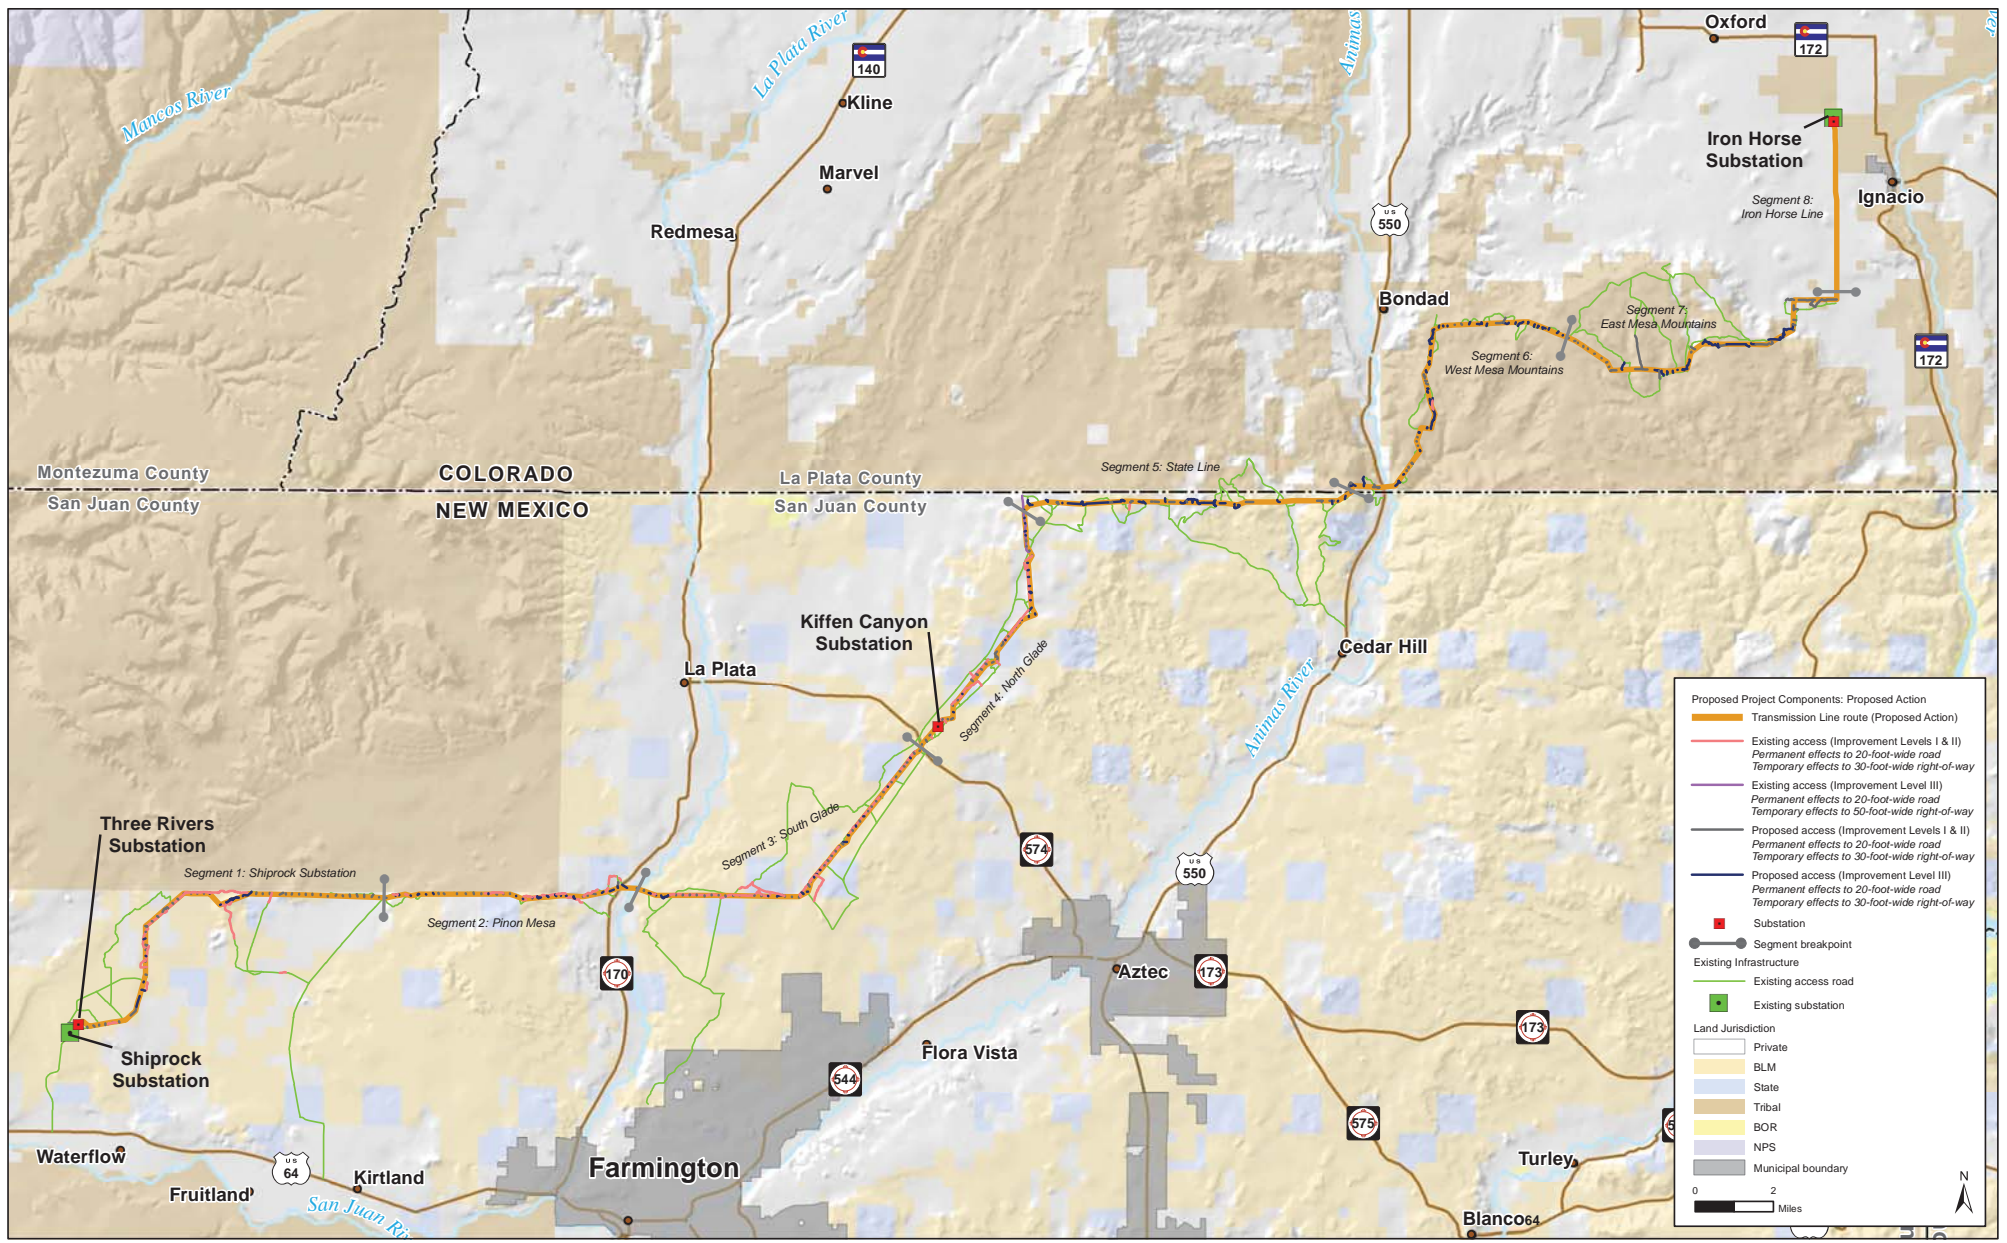 Oxford
172
La Plata River
Animas
140
Kline
Mancos River
Iron Horse
Substation
Marvel
Ignacio
Segment 8:
Iron Horse Line
U S
550
Redmesa
Bondad
Segment 7:
East Mesa Mountains
Segment 6:
West Mesa Mountains
172
Montezuma County
COLORADO
La Plata County
Segment 5: State Line
San Juan County
NEW MEXICO
San Juan County
Kiffen Canyon
Substation
Cedar Hill
La Plata
Segment 4: North Glade
Animas River
Three Rivers
Substation
Segment 3: South Glade
574
U S
550
Segment 1: Shiprock Substation
Segment 2: Pinon Mesa
170
Aztec
173
173
Shiprock
Substation
Flora Vista
544
575
Waterflow
U S
64
Kirtland
Fruitland
Farmington
San Juan Ri
Turley
Blanco
64
Proposed Project Components: Proposed Action
Transmission Line route (Proposed Action)
Existing access (Improvement Levels I & II)
Permanent effects to 20-foot-wide road
Temporary effects to 30-foot-wide right-of-way
Existing access (Improvement Level III)
Permanent effects to 20-foot-wide road
Temporary effects to 50-foot-wide right-of-way
Proposed access (Improvement Levels I & II)
Permanent effects to 20-foot-wide road
Temporary effects to 30-foot-wide right-of-way
Proposed access (Improvement Level III)
Permanent effects to 20-foot-wide road
Temporary effects to 30-foot-wide right-of-way
Substation
Segment breakpoint
Existing Infrastructure
Existing access road
Existing substation
Land Jurisdiction
Private
BLM
State
Tribal
BOR
NPS
Municipal boundary
0 2
Miles
N